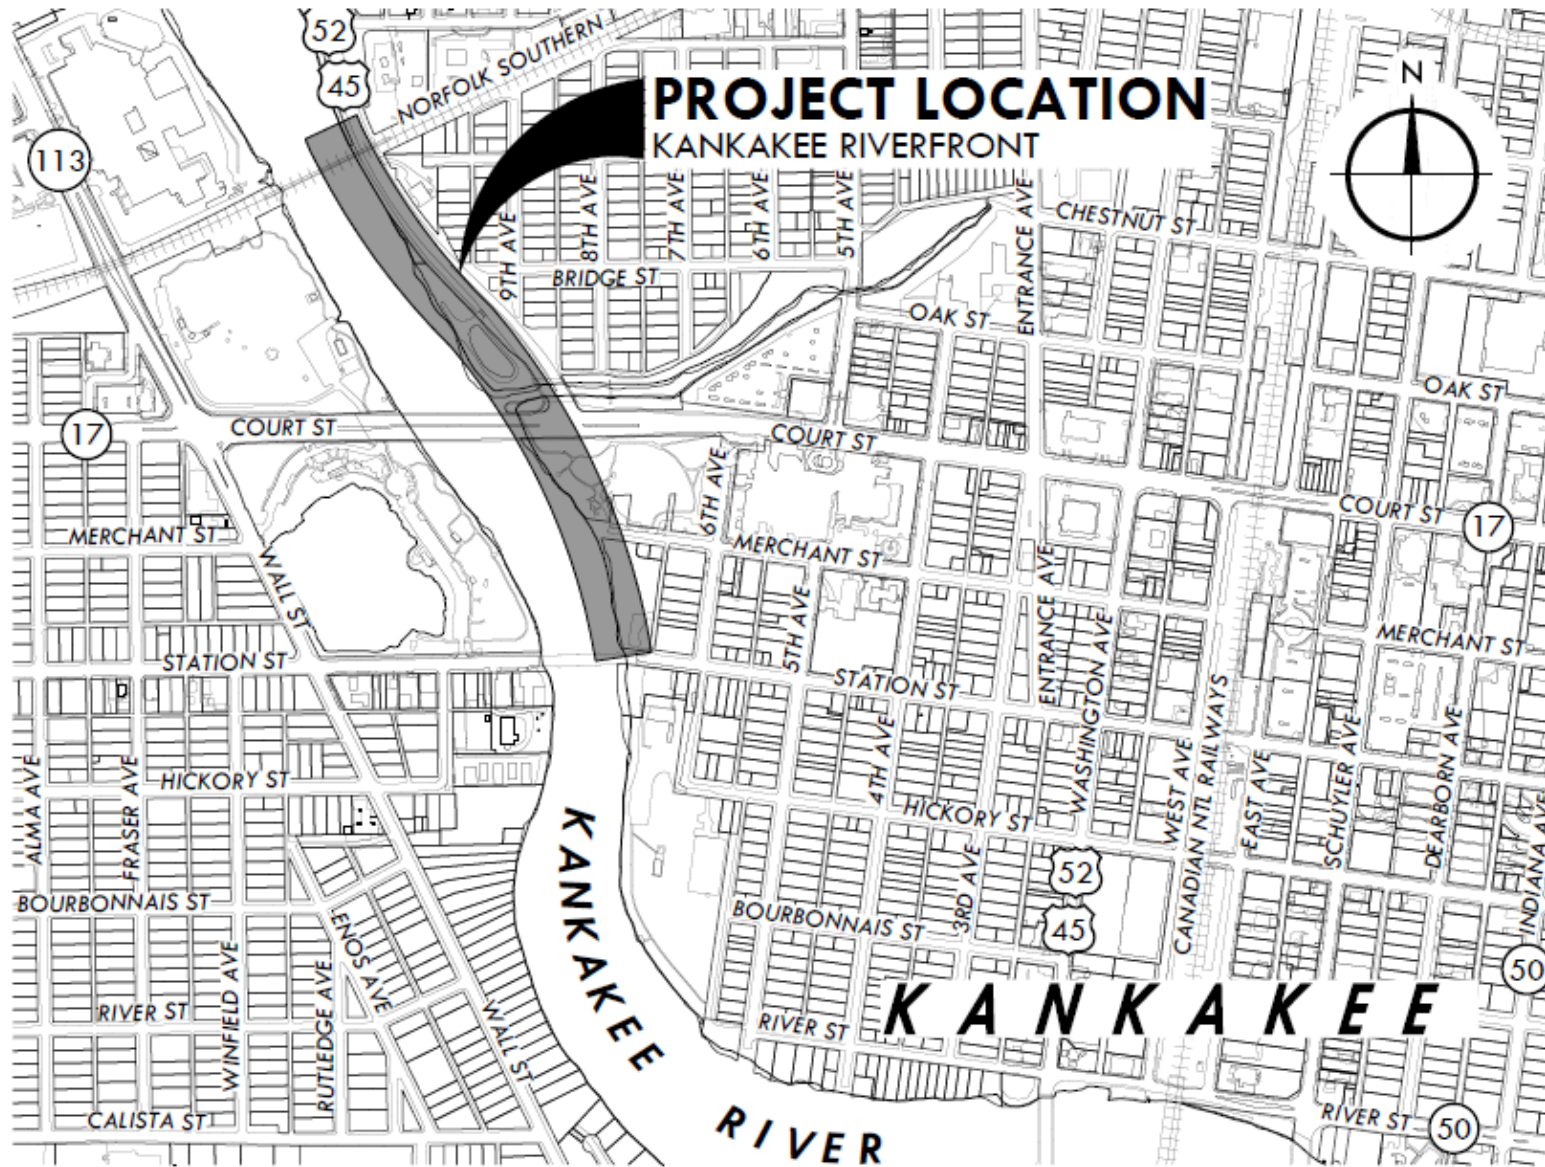 52
45
NORFOLK SOUTHERN
PROJECT LOCATION
KANKAKEE RIVERFRONT
N
113
9TH AVE
8TH AVE
7TH AVE
6TH AVE
5TH AVE
ENTRANCE AVE
CHESTNUT ST
BRIDGE ST
OAK ST
OAK ST
17
COURT ST
COURT ST
COURT ST
17
6TH AVE
MERCHANT ST
MERCHANT ST
MERCHANT ST
WALL ST
5TH AVE
ENTRANCE AVE
WASHINGTON AVE
STATION ST
STATION ST
CANADIAN NTL RAILWAYS
ALMA AVE
FRASER AVE
HICKORY ST
4TH AVE
HICKORY ST
WEST AVE
EAST AVE
SCHUYLER AVE
DEARBORN AVE
INDIANA AVE
3RD AVE
52
45
BOURBONNAIS ST
BOURBONNAIS ST
ENOS AVE
WINFIELD AVE
RUTLEDGE AVE
RIVER ST
WALL ST
RIVER ST
KANKAKEE
50
CALISTA ST
KANKAKEE
RIVER
RIVER ST
50